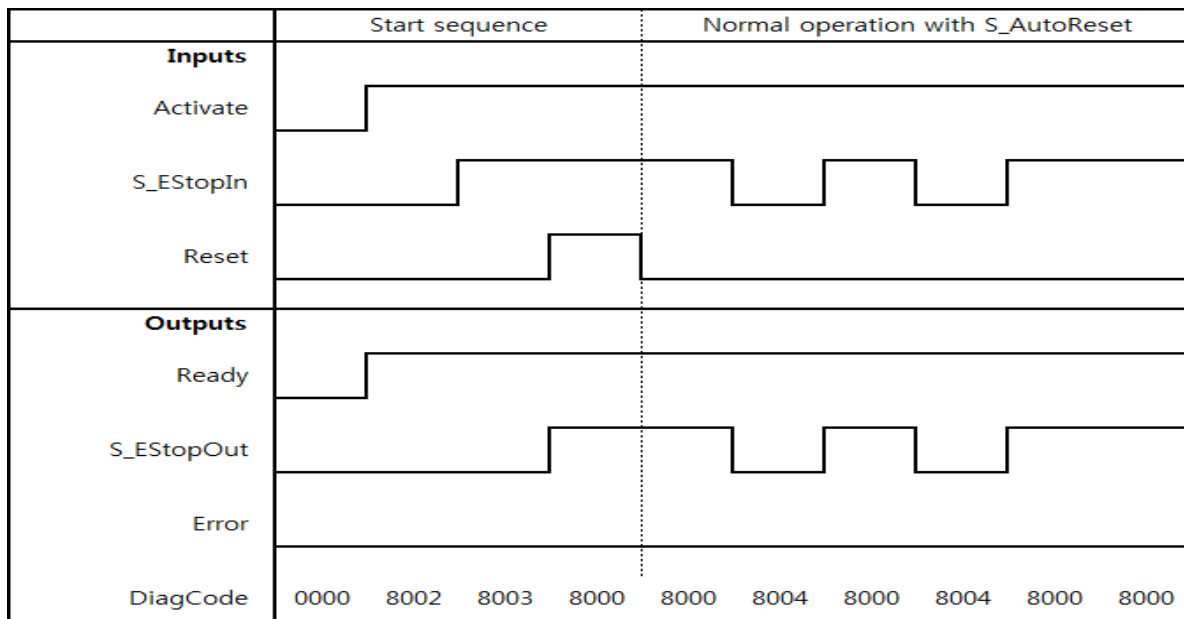 Start sequence Normal operation with S_AutoReset
Inputs
Activate
S_EStopIn
Reset
Outputs
Ready
S_EStopOut
Error
DiagCode 0000 8002 8003 8000 8000 8004 8000 8004 8000 8000